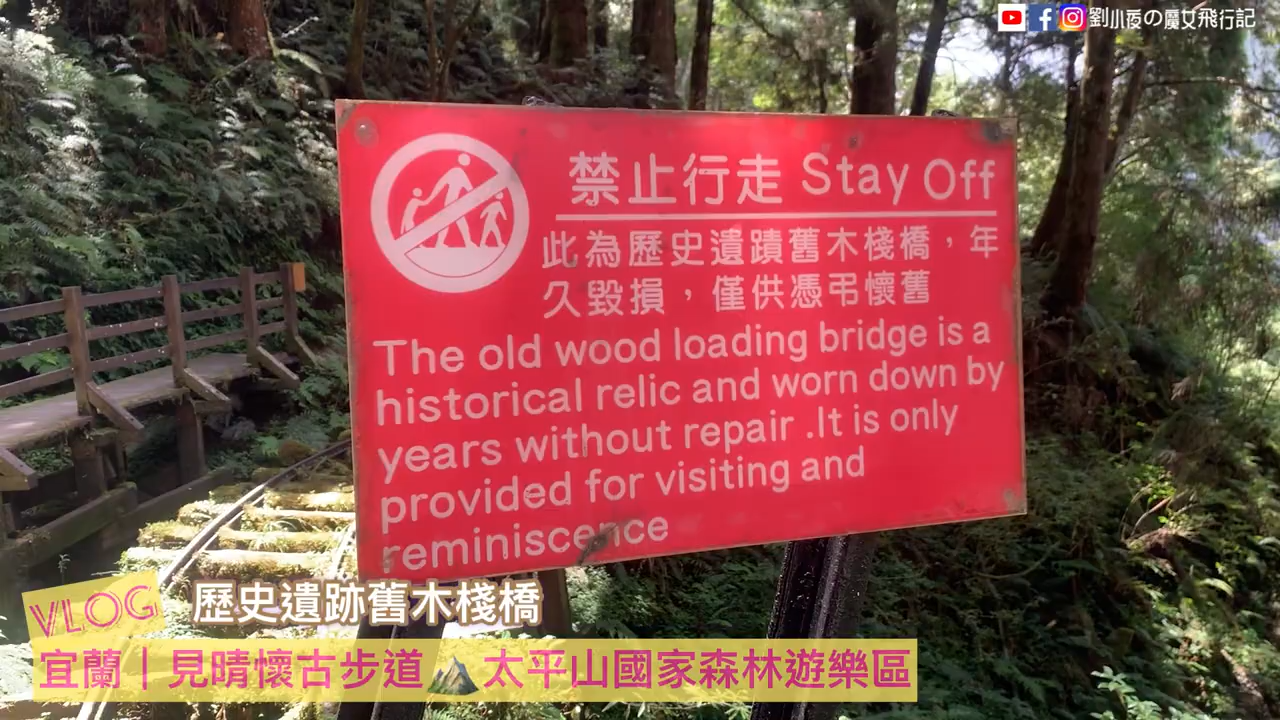 劉小夜の魔女飛行記
禁止行走 Stay Off
此為歷史遺蹟舊木棧橋，年
久毀損，僅供憑弔懷舊
The old wood loading bridge is a
historical relic and worn down by
years without repair .It is only
provided for visiting and
reminiscence
VLOG
歷史遺跡舊木棧橋
宜蘭｜見晴懷古步道⛰️太平山國家森林遊樂區